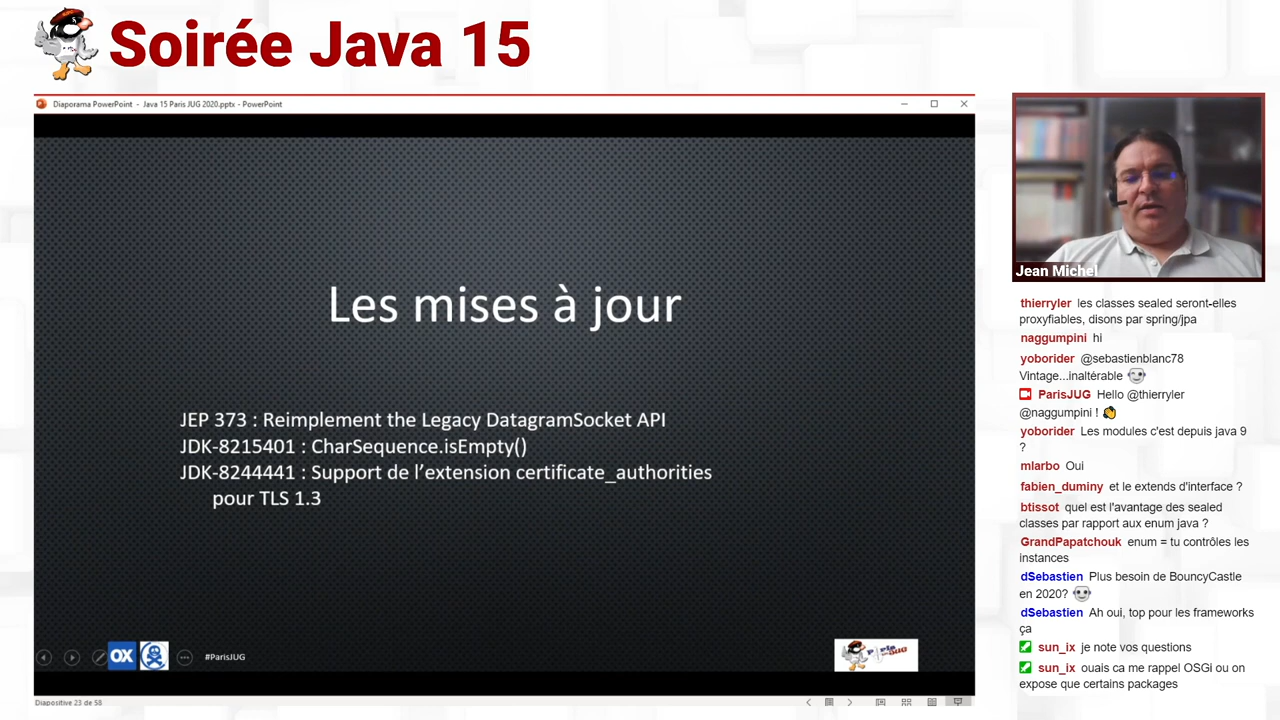 Soirée Java 15
Diaporama PowerPoint - Java 15 Paris JUG 2020.pptx - PowerPoint
Les mises à jour
JEP 373 : Reimplement the Legacy DatagramSocket API
JDK-8215401 : CharSequence.isEmpty()
JDK-8244441 : Support de l’extension certificate_authorities
pour TLS 1.3
OX
#ParisJUG
Diapositive 23 de 58
Jean Michel
thierryler les classes sealed seront-elles
proxyfiables, disons par spring/jpa
naggumpini hi
yoborider @sebastienblanc78
Vintage...inaltérable
ParisJUG Hello @thierryler
@naggumpini !
yoborider Les modules c'est depuis java 9
?
mlarbo Oui
fabien_duminy et le extends d'interface ?
btissot quel est l'avantage des sealed
classes par rapport aux enum java ?
GrandPapatchouk enum = tu contrôles les
instances
dSebastien Plus besoin de BouncyCastle
en 2020?
dSebastien Ah oui, top pour les frameworks
ça
sun_ix je note vos questions
sun_ix ouais ca me rappel OSGi ou on
expose que certains packages